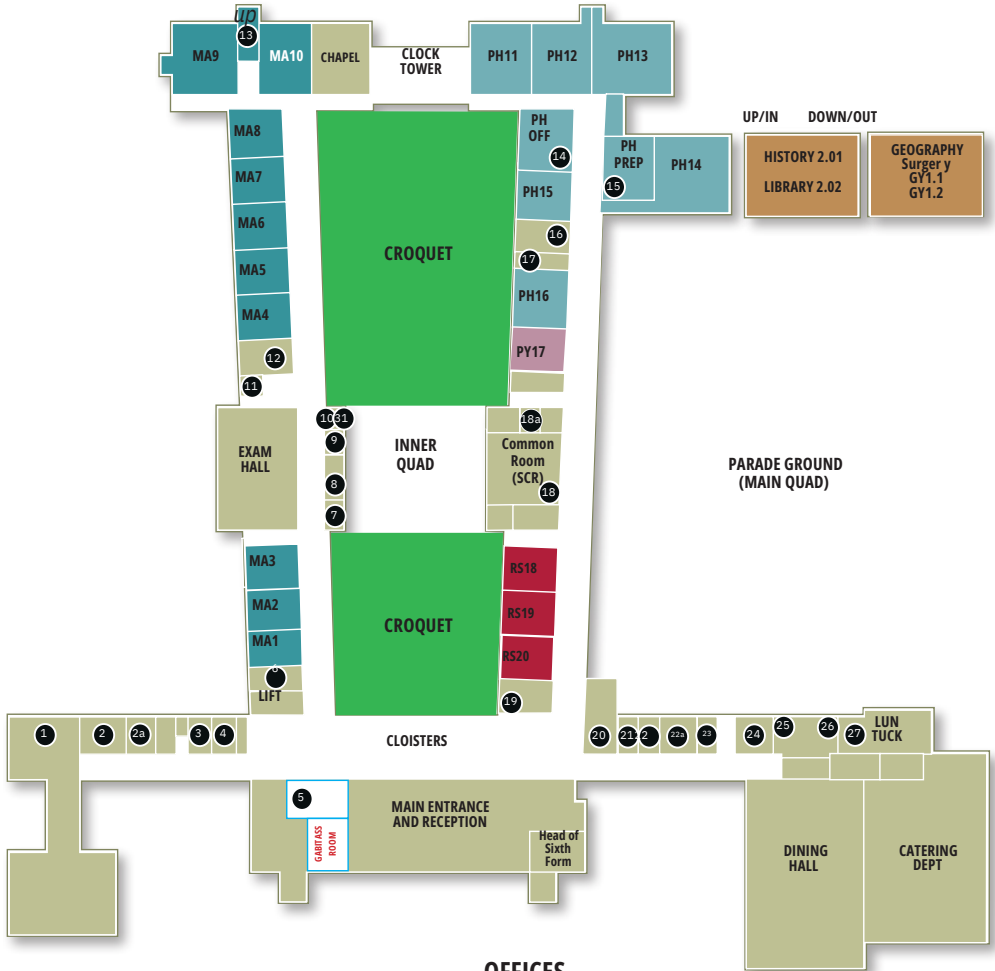 up
13
MA9
MA10
CHAPEL
CLOCK
TOWER
PH11
PH12
PH13
MA8
MA7
MA6
MA5
MA4
12
11
CROQUET
PH
OFF
14
PH15
16
17
PH16
PY17
PH
PREP
15
PH14
UP/IN
DOWN/OUT
HISTORY 2.01
LIBRARY 2.02
GEOGRAPHY
Surger y
GY1.1
GY1.2
EXAM
HALL
10
31
9
8
7
INNER
QUAD
18a
Common
Room
(SCR)
18
PARADE GROUND
(MAIN QUAD)
MA3
MA2
MA1
LIFT
CROQUET
RS18
RS19
RS20
19
1
2
2a
3
4
CLOISTERS
20
21
22a
23
24
25
26
27
LUN
TUCK
5
GABITASS
ROOM
MAIN ENTRANCE
AND RECEPTION
Head of
Sixth
Form
DINING
HALL
CATERING
DEPT
OFFICES